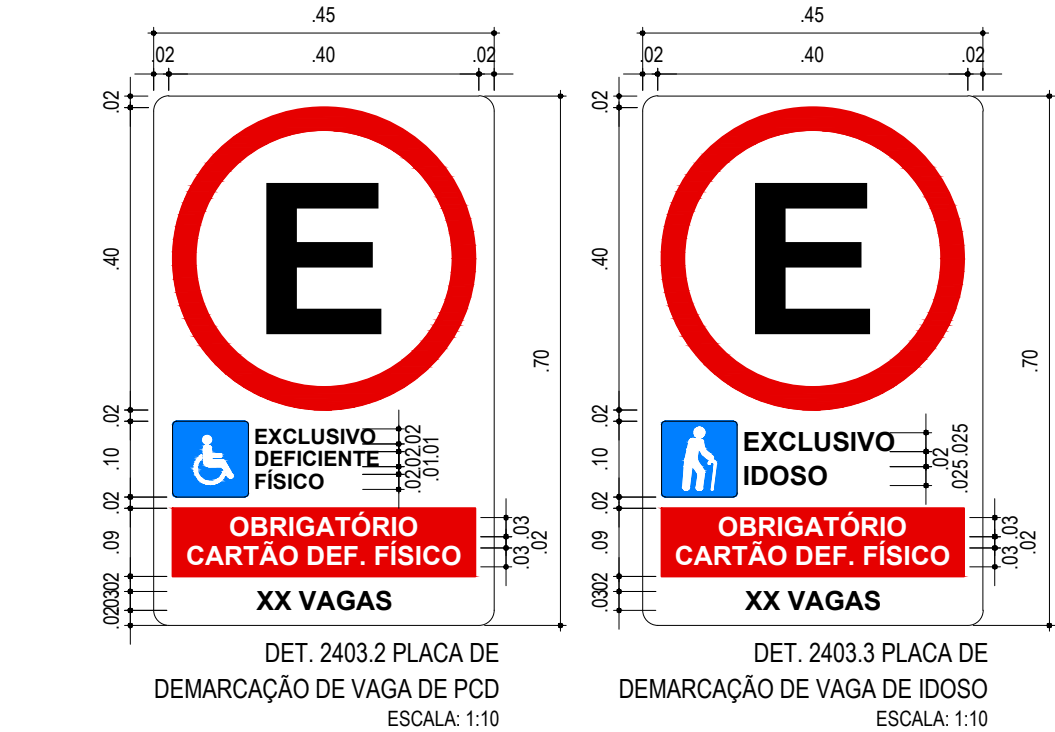 .45
.02 .40 .02
.02
.40
.70
.02
.10
.02
.09
.02
.03
.02
E
EXCLUSIVO
DEFICIENTE
FÍSICO
.02
.01
.02
.01
.02
OBRIGATÓRIO
CARTÃO DEF. FÍSICO
.03
.02
.03
XX VAGAS
DET. 2403.2 PLACA DE
DEMARCAÇÃO DE VAGA DE PCD
ESCALA: 1:10
.45
.02 .40 .02
.02
.40
.70
.02
.10
.02
.09
.02
.03
E
EXCLUSIVO
IDOSO
.025
.02
.025
OBRIGATÓRIO
CARTÃO DEF. FÍSICO
.03
.02
.03
XX VAGAS
DET. 2403.3 PLACA DE
DEMARCAÇÃO DE VAGA DE IDOSO
ESCALA: 1:10